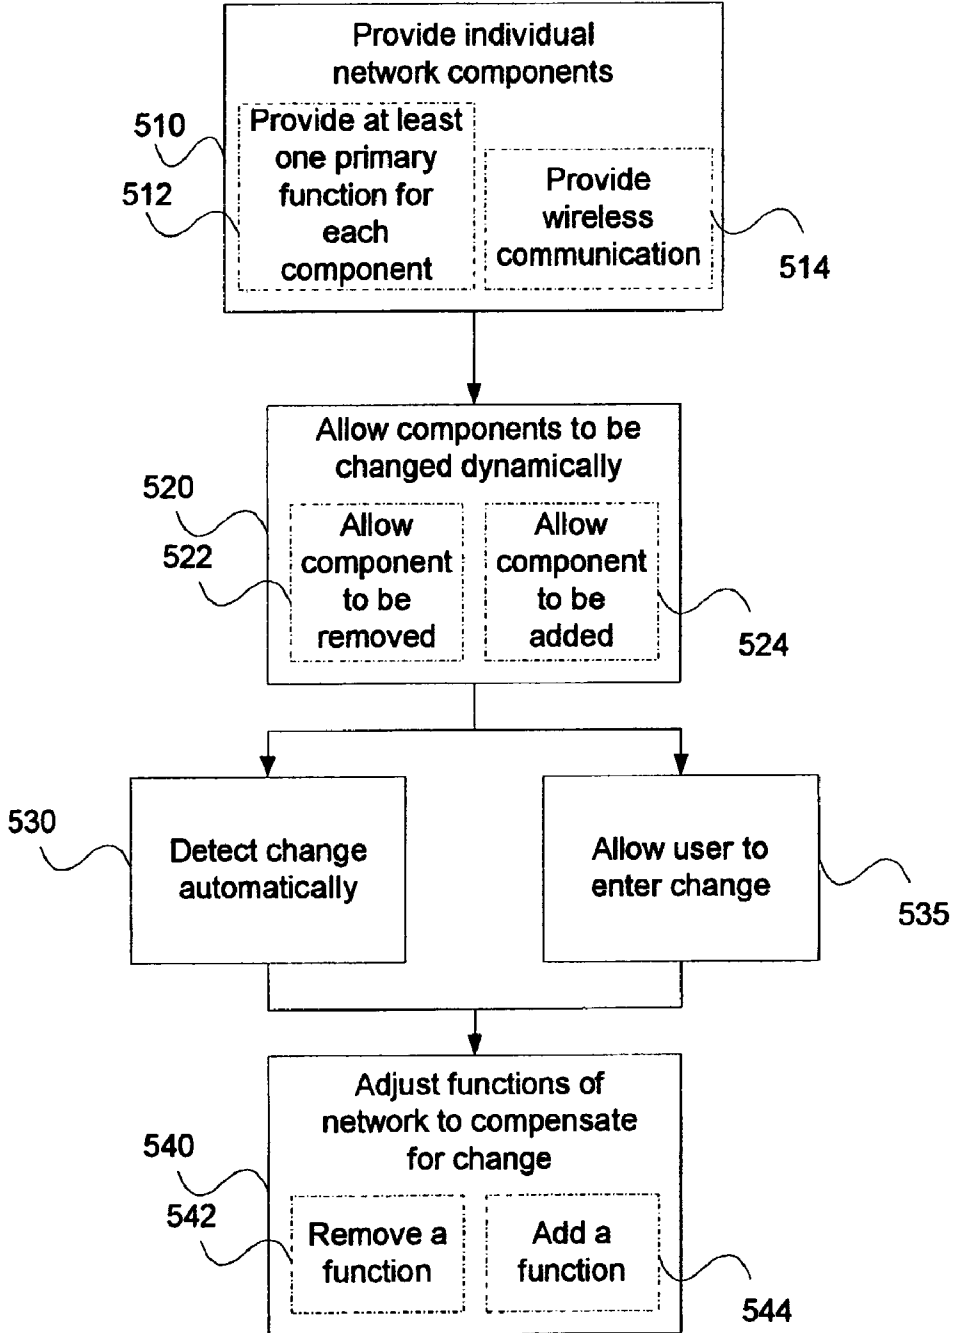 Provide individual
network components
510
512
Provide at least
one primary
function for
each
component
Provide
wireless
communication
514
Allow components to be
changed dynamically
520
522
Allow
component
to be
removed
Allow
component
to be
added
524
530
Detect change
automatically
Allow user to
enter change
535
Adjust functions of
network to compensate
for change
540
542
Remove a
function
Add a
function
544